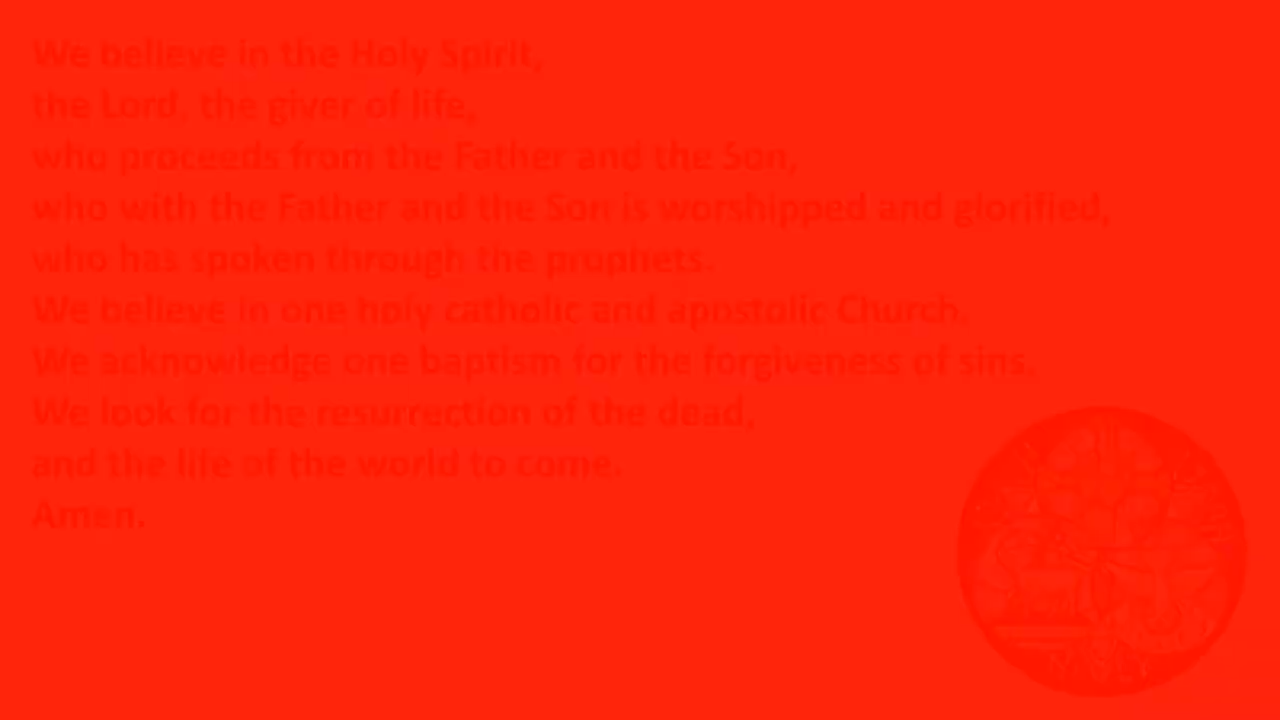 We believe in the Holy Spirit,
the Lord, the giver of life,
who proceeds from the Father and the Son,
who with the Father and the Son is worshipped and glorified,
who has spoken through the prophets.
We believe in one holy catholic and apostolic Church.
We acknowledge one baptism for the forgiveness of sins.
We look for the resurrection of the dead,
and the life of the world to come.
Amen.